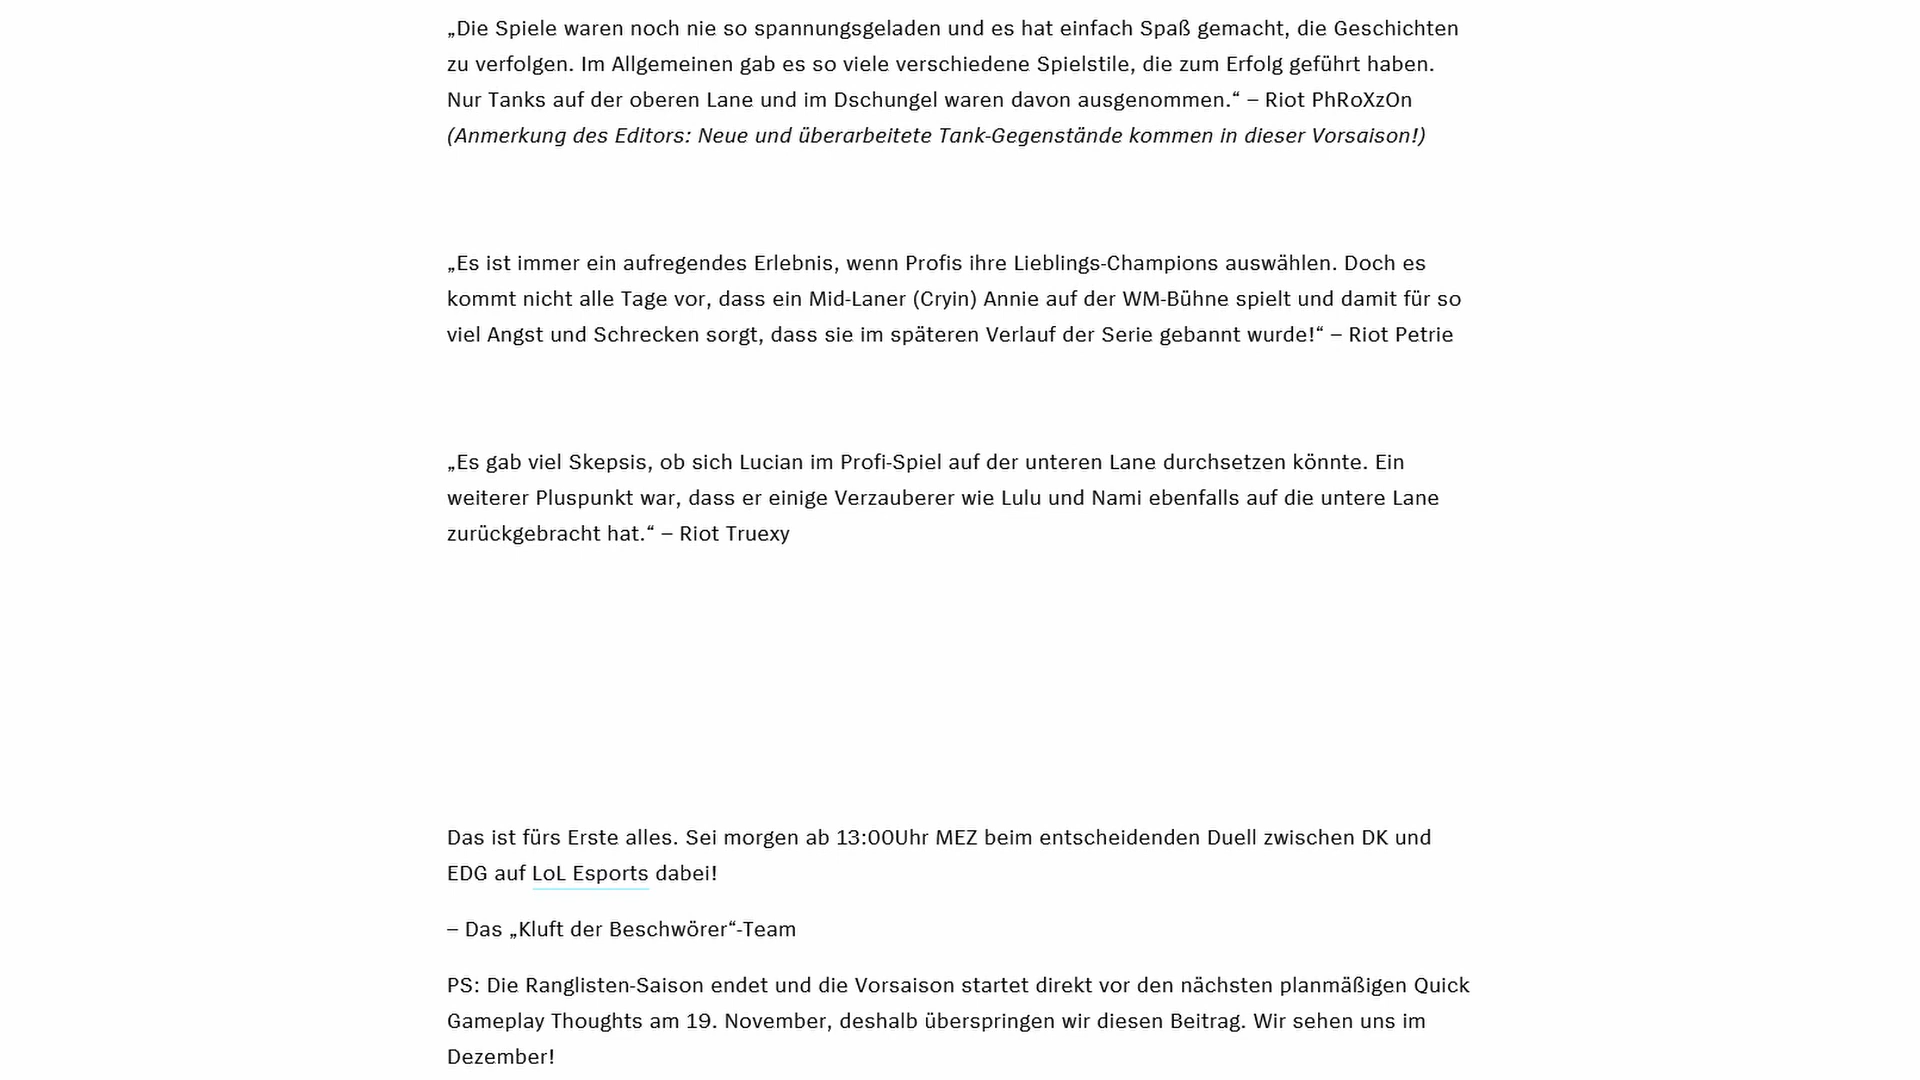 „Die Spiele waren noch nie so spannungsgeladen und es hat einfach Spaß gemacht, die Geschichten
zu verfolgen. Im Allgemeinen gab es so viele verschiedene Spielstile, die zum Erfolg geführt haben.
Nur Tanks auf der oberen Lane und im Dschungel waren davon ausgenommen.“ – Riot PhRoXzOn
(Anmerkung des Editors: Neue und überarbeitete Tank-Gegenstände kommen in dieser Vorsaison!)
„Es ist immer ein aufregendes Erlebnis, wenn Profis ihre Lieblings-Champions auswählen. Doch es
kommt nicht alle Tage vor, dass ein Mid-Laner (Cryin) Annie auf der WM-Bühne spielt und damit für so
viel Angst und Schrecken sorgt, dass sie im späteren Verlauf der Serie gebannt wurde!“ – Riot Petrie
„Es gab viel Skepsis, ob sich Lucian im Profi-Spiel auf der unteren Lane durchsetzen könnte. Ein
weiterer Pluspunkt war, dass er einige Verzauberer wie Lulu und Nami ebenfalls auf die untere Lane
zurückgebracht hat.“ – Riot Truexy
Das ist fürs Erste alles. Sei morgen ab 13:00Uhr MEZ beim entscheidenden Duell zwischen DK und
EDG auf LoL Esports dabei!
– Das „Kluft der Beschwörer“-Team
PS: Die Ranglisten-Saison endet und die Vorsaison startet direkt vor den nächsten planmäßigen Quick
Gameplay Thoughts am 19. November, deshalb überspringen wir diesen Beitrag. Wir sehen uns im
Dezember!